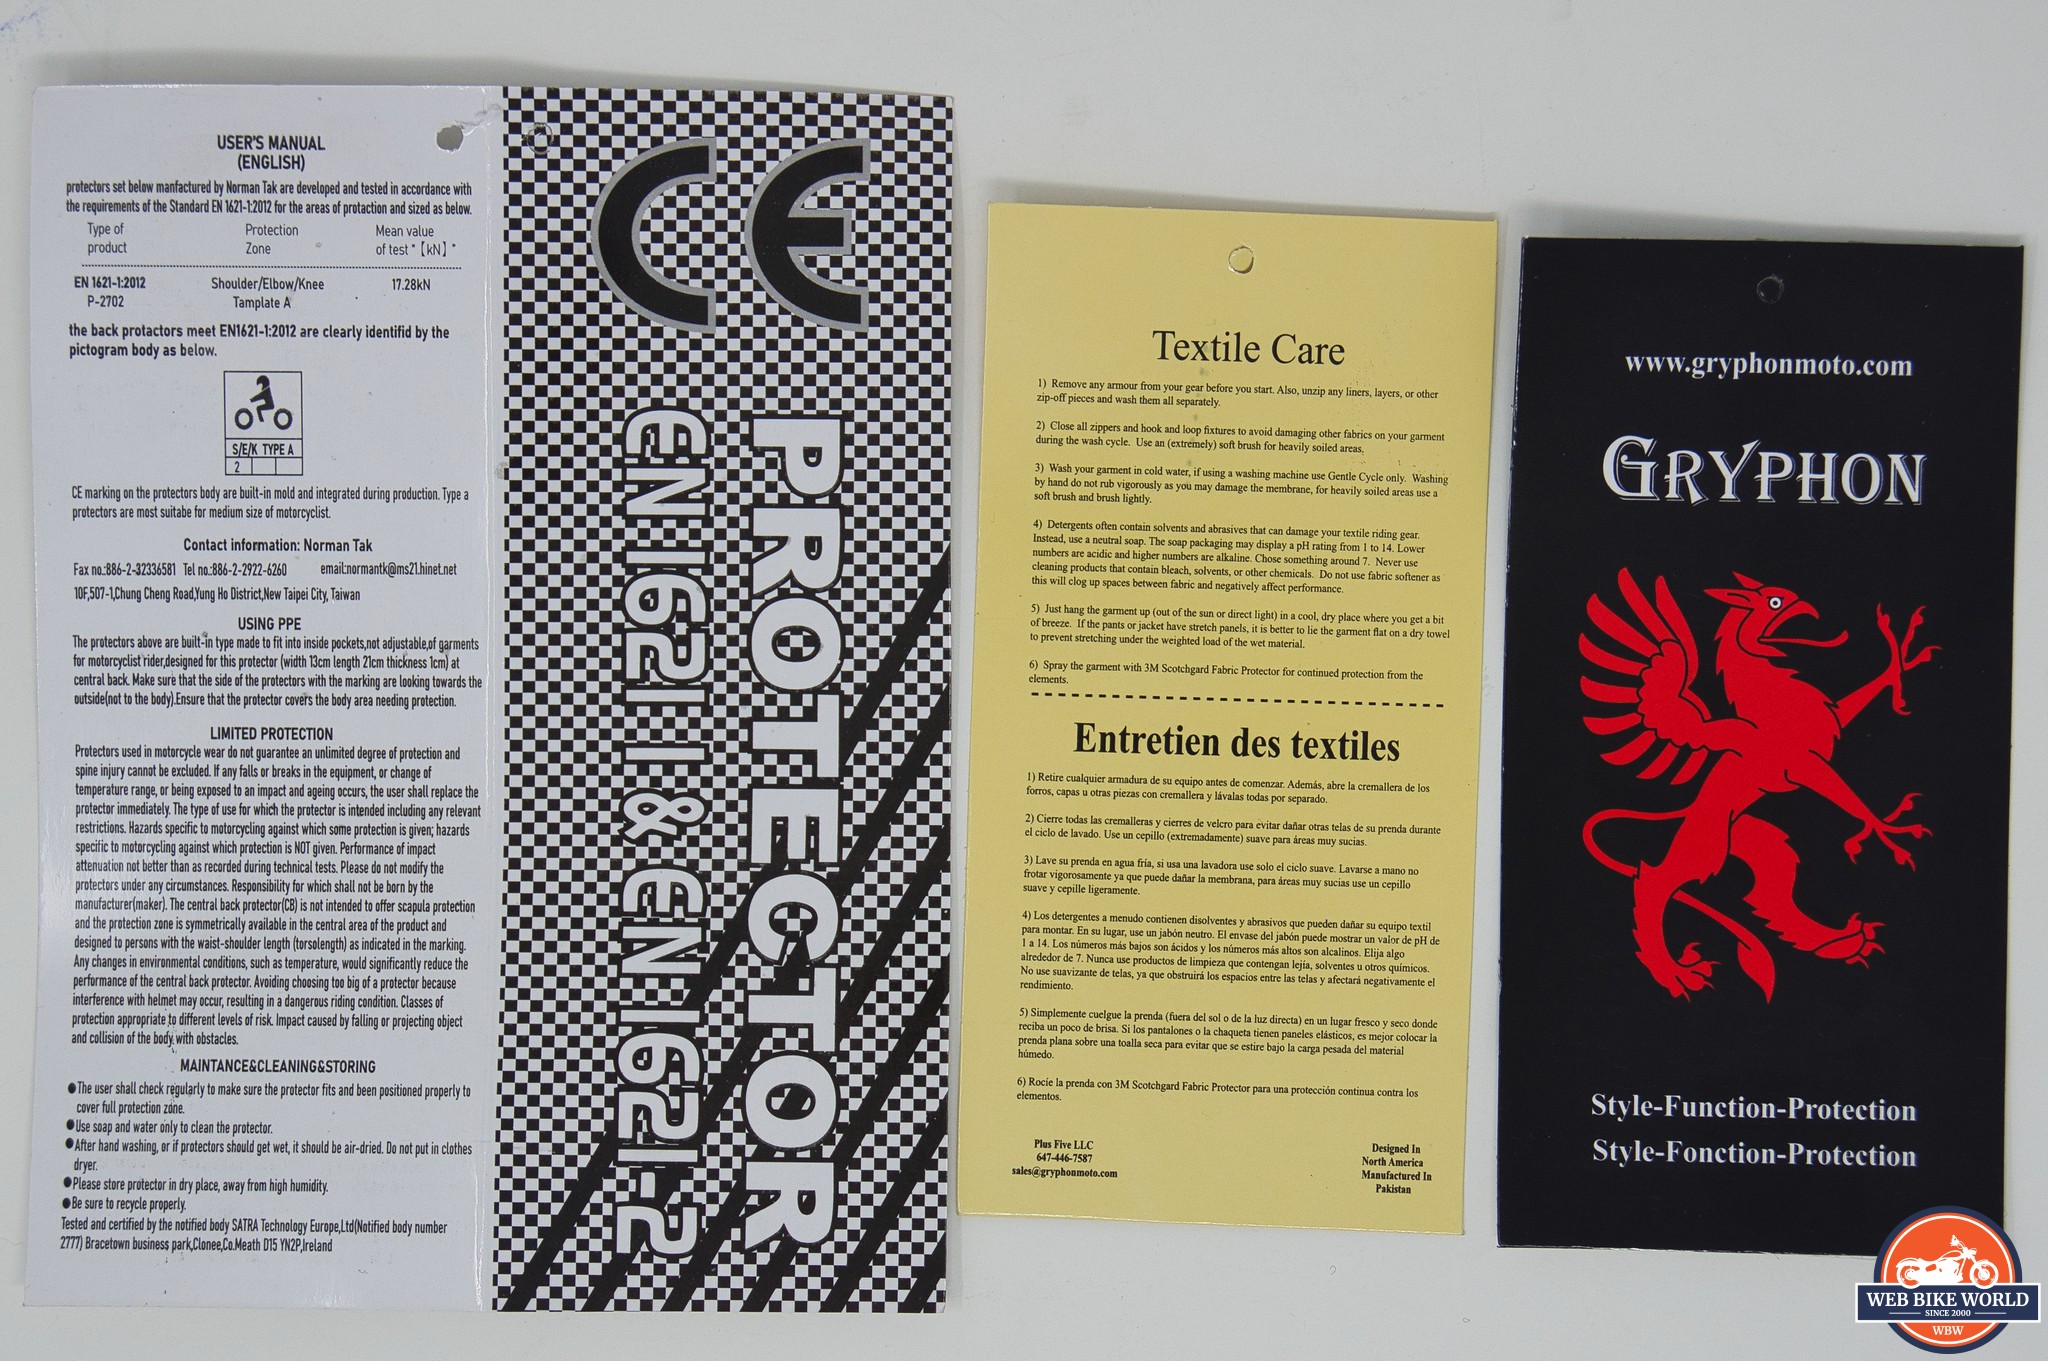 USER'S MANUAL
(ENGLISH)
protectors set below manfactured by Norman Tak are developed and tested in accordance with
the requirements of the Standard EN 1621-1:2012 for the areas of protaction and sized as below.
Type of Protection Mean value
product Zone of test " 【kN】 "
EN 1621-1:2012 Shoulder/Elbow/Knee 17.28kN
P-2702 Tamplate A
the back protactors meet EN1621-1:2012 are clearly identifid by the
pictogram body as below.
S/E/K TYPE A
2
CE marking on the protectors body are built-in mold and integrated during production. Type a
protectors are most suitabe for medium size of motorcyclist.
Contact information: Norman Tak
Fax no.:886-2-32336581 Tel no.:886-2-2922-6260 email:normantk@ms21.hinet.net
10F,507-1,Chung Cheng Road,Yung Ho District,New Taipei City, Taiwan
USING PPE
The protectors above are built-in type made to fit into inside pockets,not adjustable,of garments
for motorcyclist rider,designed for this protector (width 13cm length 21cm thickness 1cm) at
central back. Make sure that the side of the protectors with the marking are looking towards the
outside(not to the body).Ensure that the protector covers the body area needing protection.
LIMITED PROTECTION
Protectors used in motorcycle wear do not guarantee an unlimited degree of protection and
spine injury cannot be excluded. If any falls or breaks in the equipment, or change of
temperature range, or being exposed to an impact and ageing occurs, the user shall replace the
protector immediately. The type of use for which the protector is intended including any relevant
restrictions. Hazards specific to motorcycling against which some protection is given; hazards
specific to motorcycling against which protection is NOT given. Performance of impact
attenuation not better than as recorded during technical tests. Please do not modify the
protectors under any circumstances. Responsibility for which shall not be born by the
manufacturer(maker). The central back protector(CB) is not intended to offer scapula protection
and the protection zone is symmetrically available in the central area of the product and
designed to persons with the waist-shoulder length (torsolength) as indicated in the marking.
Any changes in environmental conditions, such as temperature, would significantly reduce the
performance of the central back protector. Avoiding choosing too big of a protector because
interference with helmet may occur, resulting in a dangerous riding condition. Classes of
protection appropriate to different levels of risk. Impact caused by falling or projecting object
and collision of the body with obstacles.
MAINTANCE&CLEANING&STORING
●The user shall check regularly to make sure the protector fits and been positioned properly to
cover full protection zone.
●Use soap and water only to clean the protector.
●After hand washing, or if protectors should get wet, it should be air-dried. Do not put in clothes
dryer.
●Please store protector in dry place, away from high humidity.
●Be sure to recycle properly.
Tested and certified by the notified body SATRA Technology Europe,Ltd(Notified body number
2777) Bracetown business park,Clonee,Co.Meath D15 YN2P,Ireland
CE
PROTECTOR
EN 1621 1 & EN 1621-2
Textile Care
1) Remove any armour from your gear before you start. Also, unzip any liners, layers, or other
zip-off pieces and wash them all separately.
2) Close all zippers and hook and loop fixtures to avoid damaging other fabrics on your garment
during the wash cycle. Use an (extremely) soft brush for heavily soiled areas.
3) Wash your garment in cold water, if using a washing machine use Gentle Cycle only. Washing
by hand do not rub vigorously as you may damage the membrane, for heavily soiled areas use a
soft brush and brush lightly.
4) Detergents often contain solvents and abrasives that can damage your textile riding gear.
Instead, use a neutral soap. The soap packaging may display a pH rating from 1 to 14. Lower
numbers are acidic and higher numbers are alkaline. Chose something around 7. Never use
cleaning products that contain bleach, solvents, or other chemicals. Do not use fabric softener as
this will clog up spaces between fabric and negatively affect performance.
5) Just hang the garment up (out of the sun or direct light) in a cool, dry place where you get a bit
of breeze. If the pants or jacket have stretch panels, it is better to lie the garment flat on a dry towel
to prevent stretching under the weighted load of the wet material.
6) Spray the garment with 3M Scotchgard Fabric Protector for continued protection from the
elements.
Entretien des textiles
1) Retire cualquier armadura de su equipo antes de comenzar. Además, abre la cremallera de los
forros, capas u otras piezas con cremallera y lávalas todas por separado.
2) Cierre todas las cremalleras y cierres de velcro para evitar dañar otras telas de su prenda durante
el ciclo de lavado. Use un cepillo (extremadamente) suave para áreas muy sucias.
3) Lave su prenda en agua fría, si usa una lavadora use solo el ciclo suave. Lavarse a mano no
frotar vigorosamente ya que puede dañar la membrana, para áreas muy sucias use un cepillo
suave y cepille ligeramente.
4) Los detergentes a menudo contienen disolventes y abrasivos que pueden dañar su equipo textil
para montar. En su lugar, use un jabón neutro. El envase del jabón puede mostrar un valor de pH de
1 a 14. Los números más bajos son ácidos y los números más altos son alcalinos. Elija algo
alrededor de 7. Nunca use productos de limpieza que contengan lejía, solventes u otros químicos.
No use suavizante de telas, ya que obstruirá los espacios entre las telas y afectará negativamente el
rendimiento.
5) Simplemente cuelgue la prenda (fuera del sol o de la luz directa) en un lugar fresco y seco donde
reciba un poco de brisa. Si los pantalones o la chaqueta tienen paneles elásticos, es mejor colocar la
prenda plana sobre una toalla seca para evitar que se estire bajo la carga pesada del material
húmedo.
6) Rocíe la prenda con 3M Scotchgard Fabric Protector para una protección continua contra los
elementos.
Plus Five LLC
647-446-7587
sales@gryphonmoto.com
Designed In
North America
Manufactured In
Pakistan
www.gryphonmoto.com
GRYPHON
Style-Function-Protection
Style-Fonction-Protection
WEB BIKE WORLD
SINCE 2000
WBW